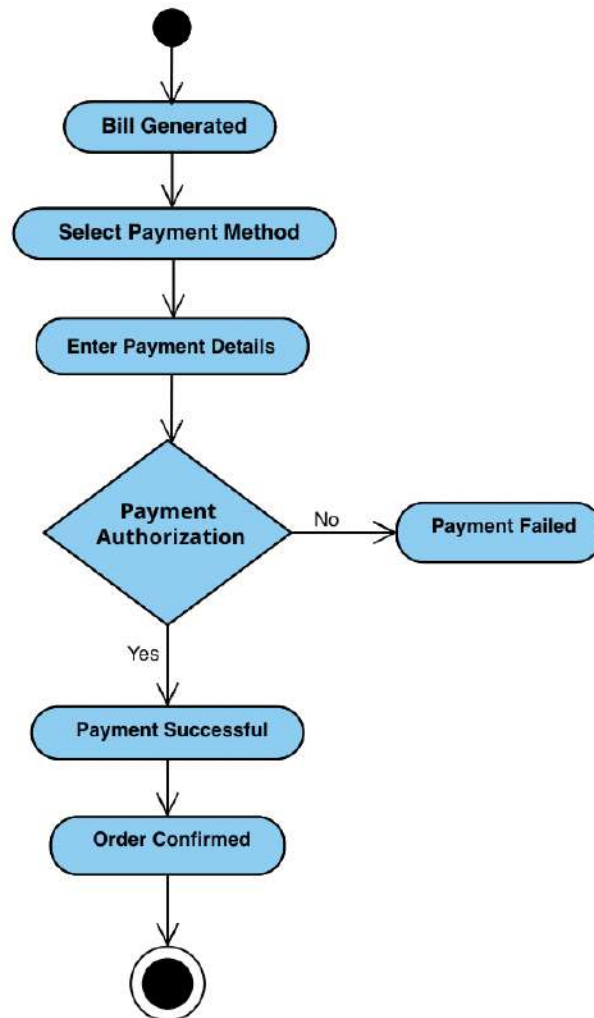 Bill Generated
Select Payment Method
Enter Payment Details
Payment
Authorization
No
Payment Failed
Yes
Payment Successful
Order Confirmed